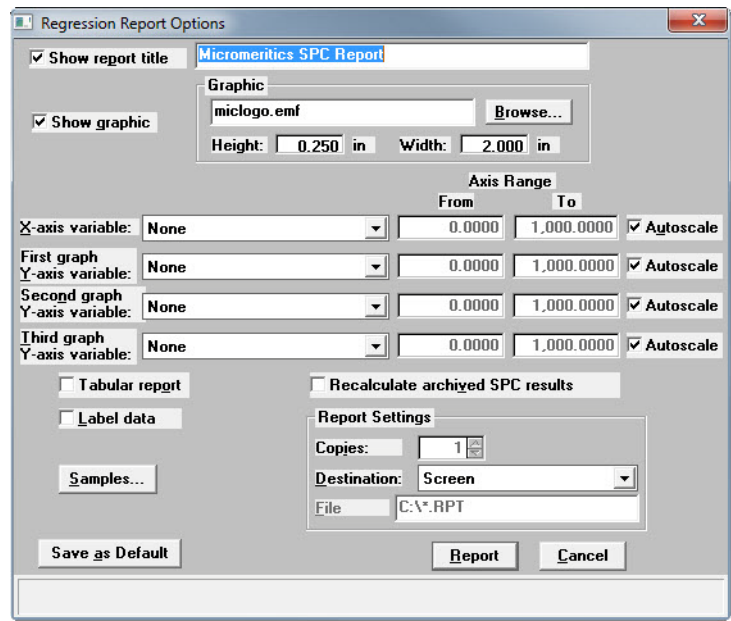 Regression Report Options
Show report title Micromeritics SPC Report
Graphic
Show graphic miclogo.emf Browse...
Height: 0.250 in Width: 2.000 in
Axis Range
From To
X-axis variable: None 0.0000 1,000.0000 Autoscale
First graph
Y-axis variable: None 0.0000 1,000.0000 Autoscale
Second graph
Y-axis variable: None 0.0000 1,000.0000 Autoscale
Third graph
Y-axis variable: None 0.0000 1,000.0000 Autoscale
Tabular report Recalculate archived SPC results
Label data Report Settings
Copies: 1
Samples... Destination: Screen
File C:\*.RPT
Save as Default Report Cancel